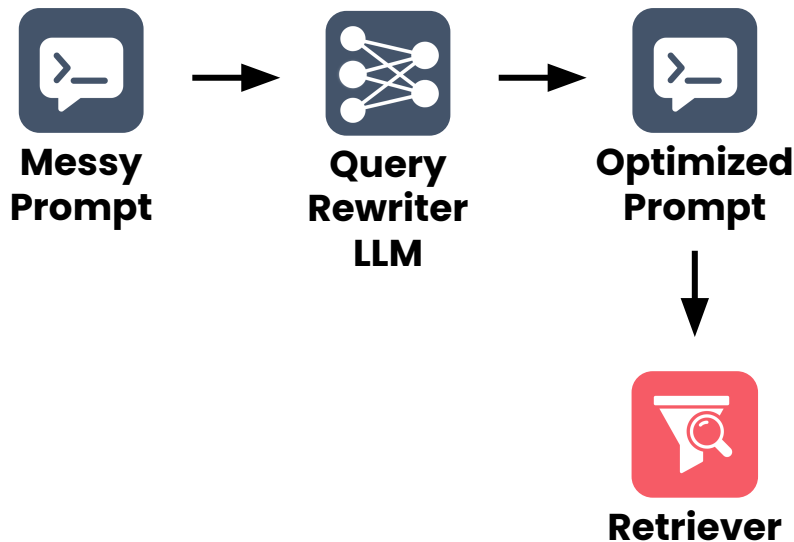 Messy
Prompt
Query
Rewriter
LLM
Optimized
Prompt
Retriever